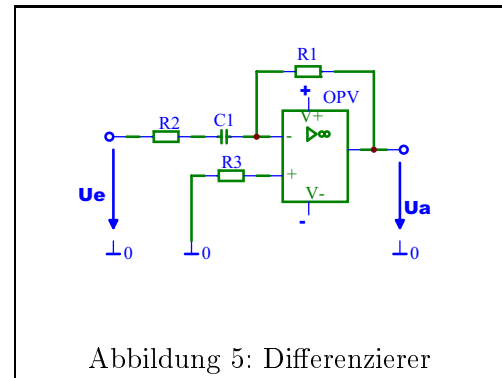 R1
+ OPV
R2 C1 V+
- ▷∞
R3 +
Ue V- Ua
-
0 0 0
Abbildung 5: Differenzierer